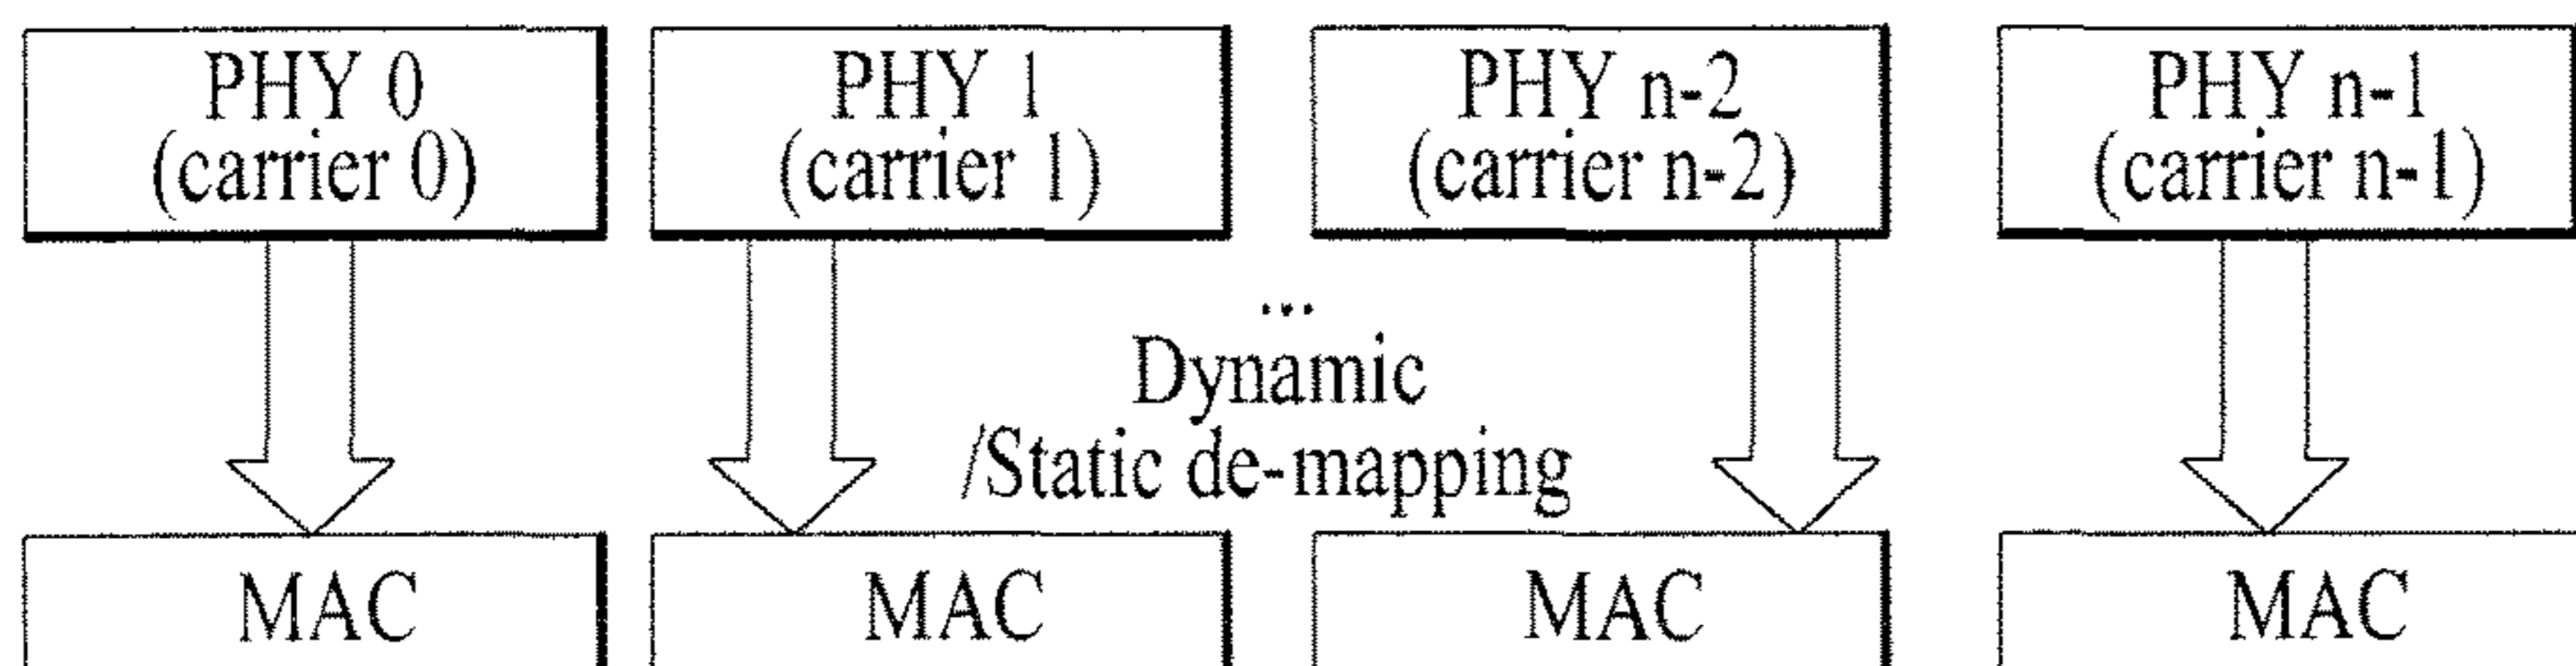 PHY 0
(carrier 0)
PHY 1
(carrier 1)
PHY n-2
(carrier n-2)
PHY n-1
(carrier n-1)
...
Dynamic
/Static de-mapping
MAC
MAC
MAC
MAC